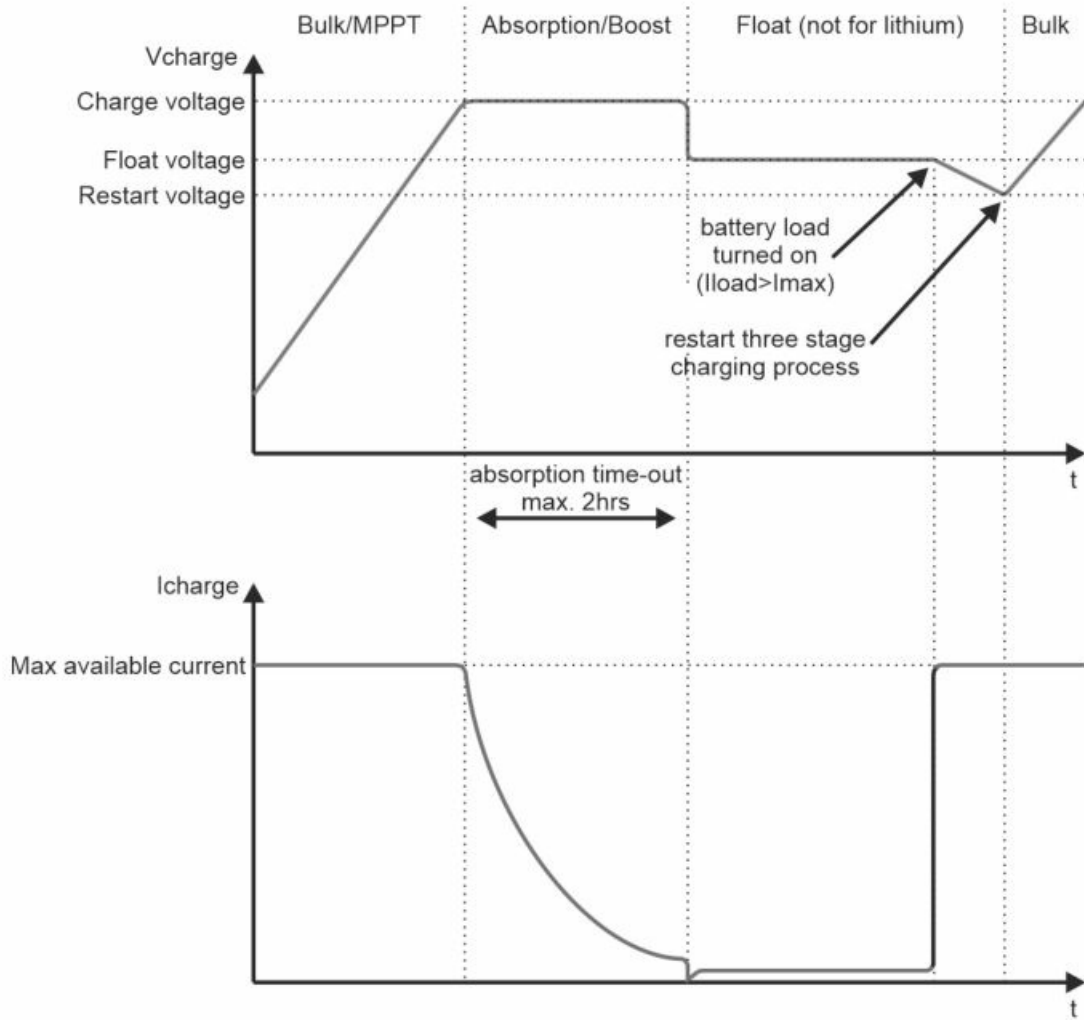 Bulk/MPPT
Absorption/Boost
Float (not for lithium)
Bulk
Vcharge
Charge voltage
Float voltage
Restart voltage
battery load
turned on
(Iload>Imax)
restart three stage
charging process
t
absorption time-out
max. 2hrs
Icharge
Max available current
t